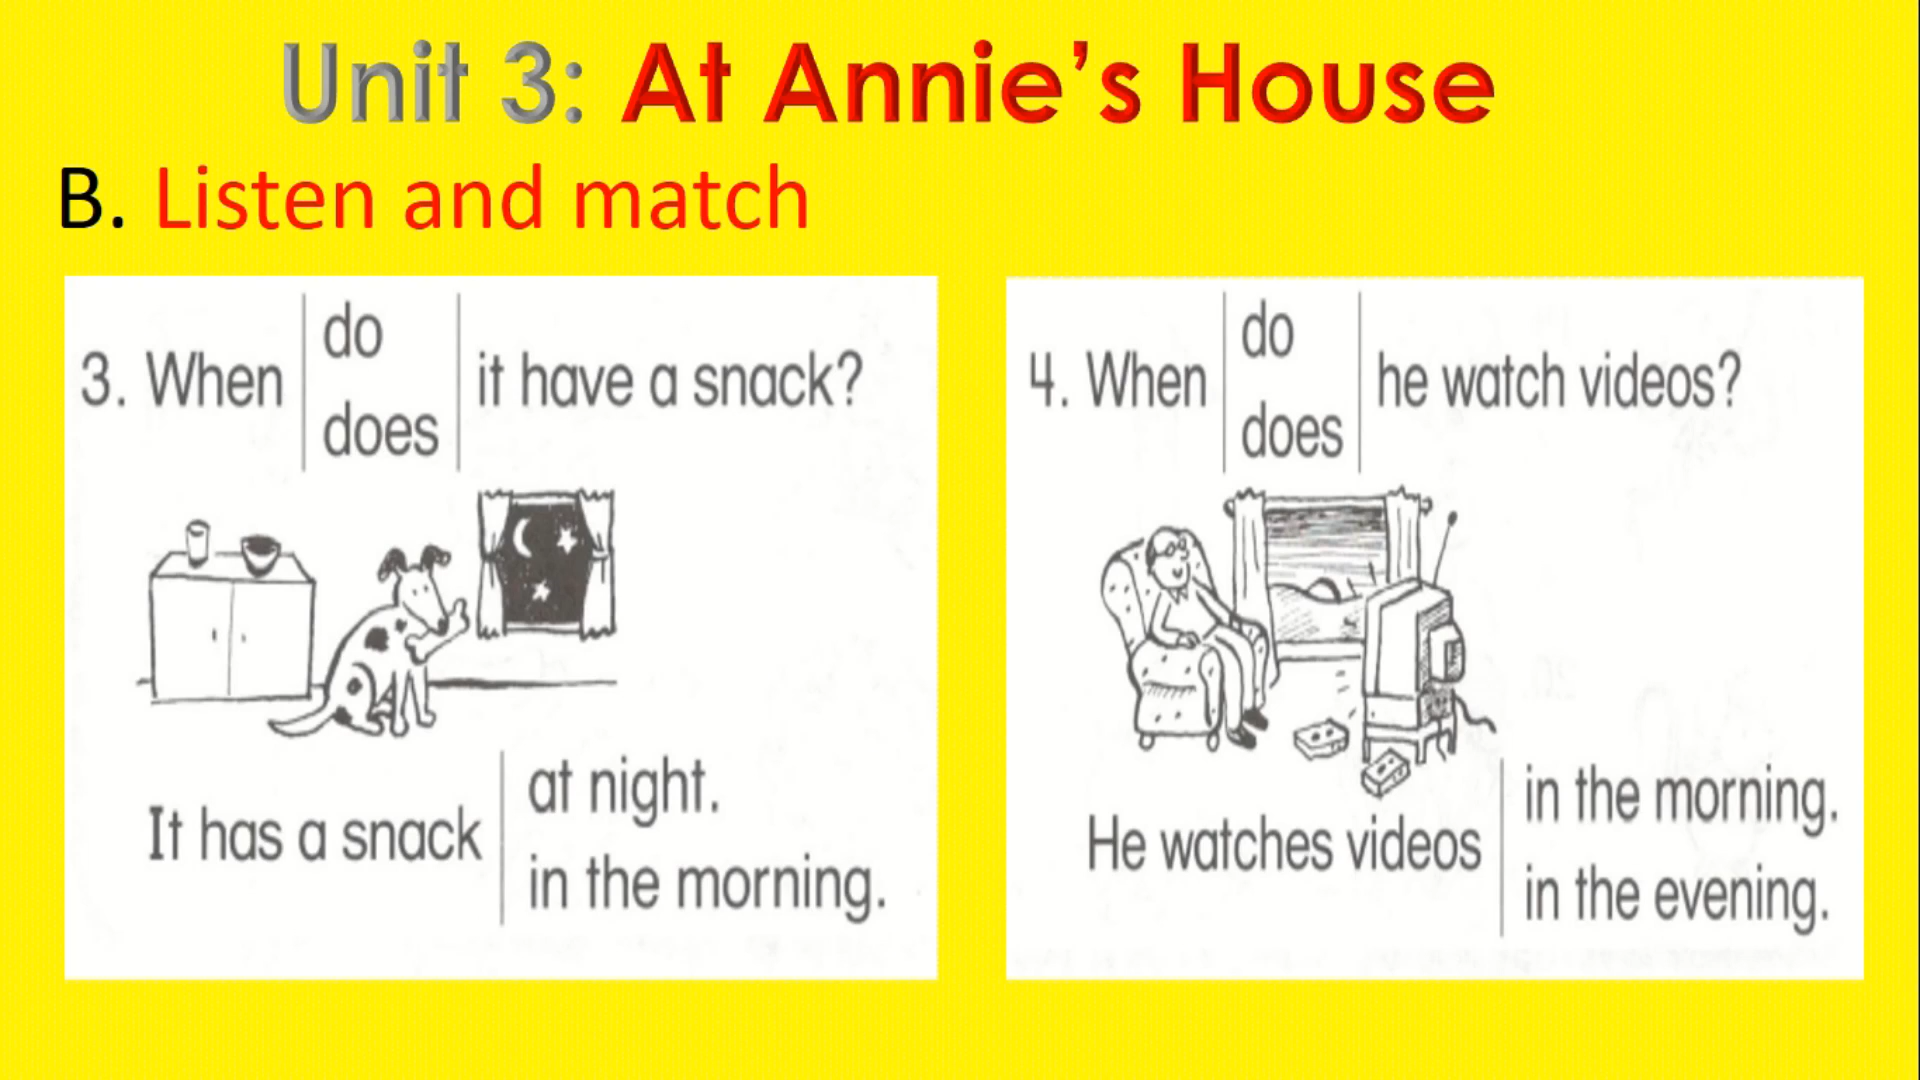 Unit 3: At Annie's House
B. Listen and match
3. When
do
does
it have a snack?
It has a snack
at night.
in the morning.
4. When
do
does
he watch videos?
He watches videos
in the morning.
in the evening.